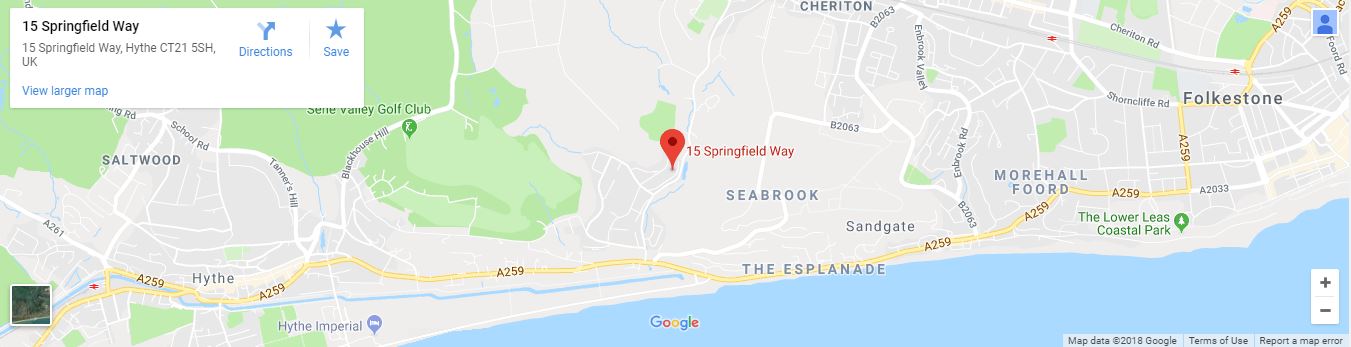 15 Springfield Way
15 Springfield Way, Hythe CT21 5SH,
UK
Directions
Save
View larger map
CHERITON
B2063
Cheriton Rd
Enbrook Valley
Foord Rd
A259
Shorncliffe Rd
Folkestone
Sene Valley Golf Club
School Rd
Blackhouse Hill
SALTWOOD
Tanner's Hill
B2063
15 Springfield Way
Enbrook Rd
A259
MOREHALL
FOORD
SEABROOK
A259
A2033
B2063
The Lower Leas
Coastal Park
Sandgate
A261
A259
A259
Hythe
A259
A259
THE ESPLANADE
Hythe Imperial
Google
Map data ©2018 Google
Terms of Use
Report a map error